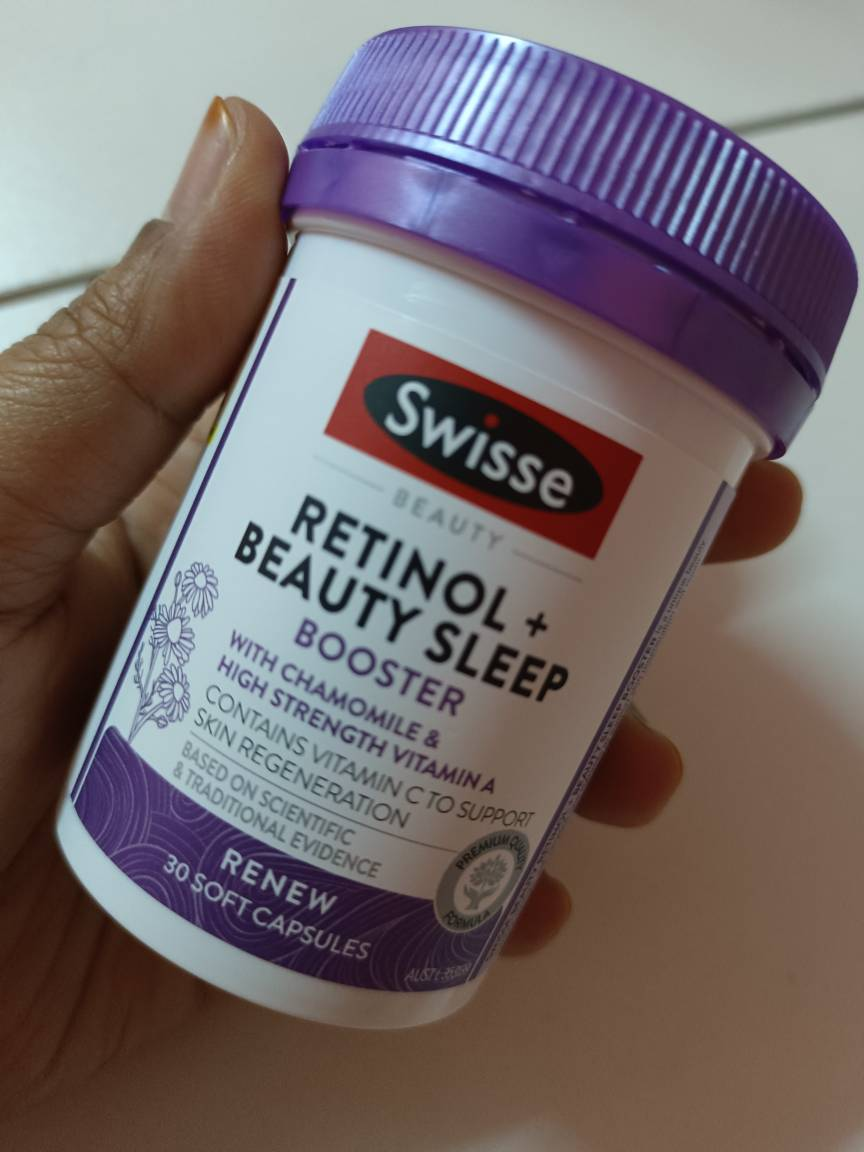 Swisse
BEAUTY
RETINOL +
BEAUTY SLEEP
BOOSTER
WITH CHAMOMILE &
HIGH STRENGTH VITAMIN A
CONTAINS VITAMIN C TO SUPPORT
SKIN REGENERATION
BASED ON SCIENTIFIC
& TRADITIONAL EVIDENCE
PREMIUM QUALITY
FORMULA
RENEW
30 SOFT CAPSULES
AUST L